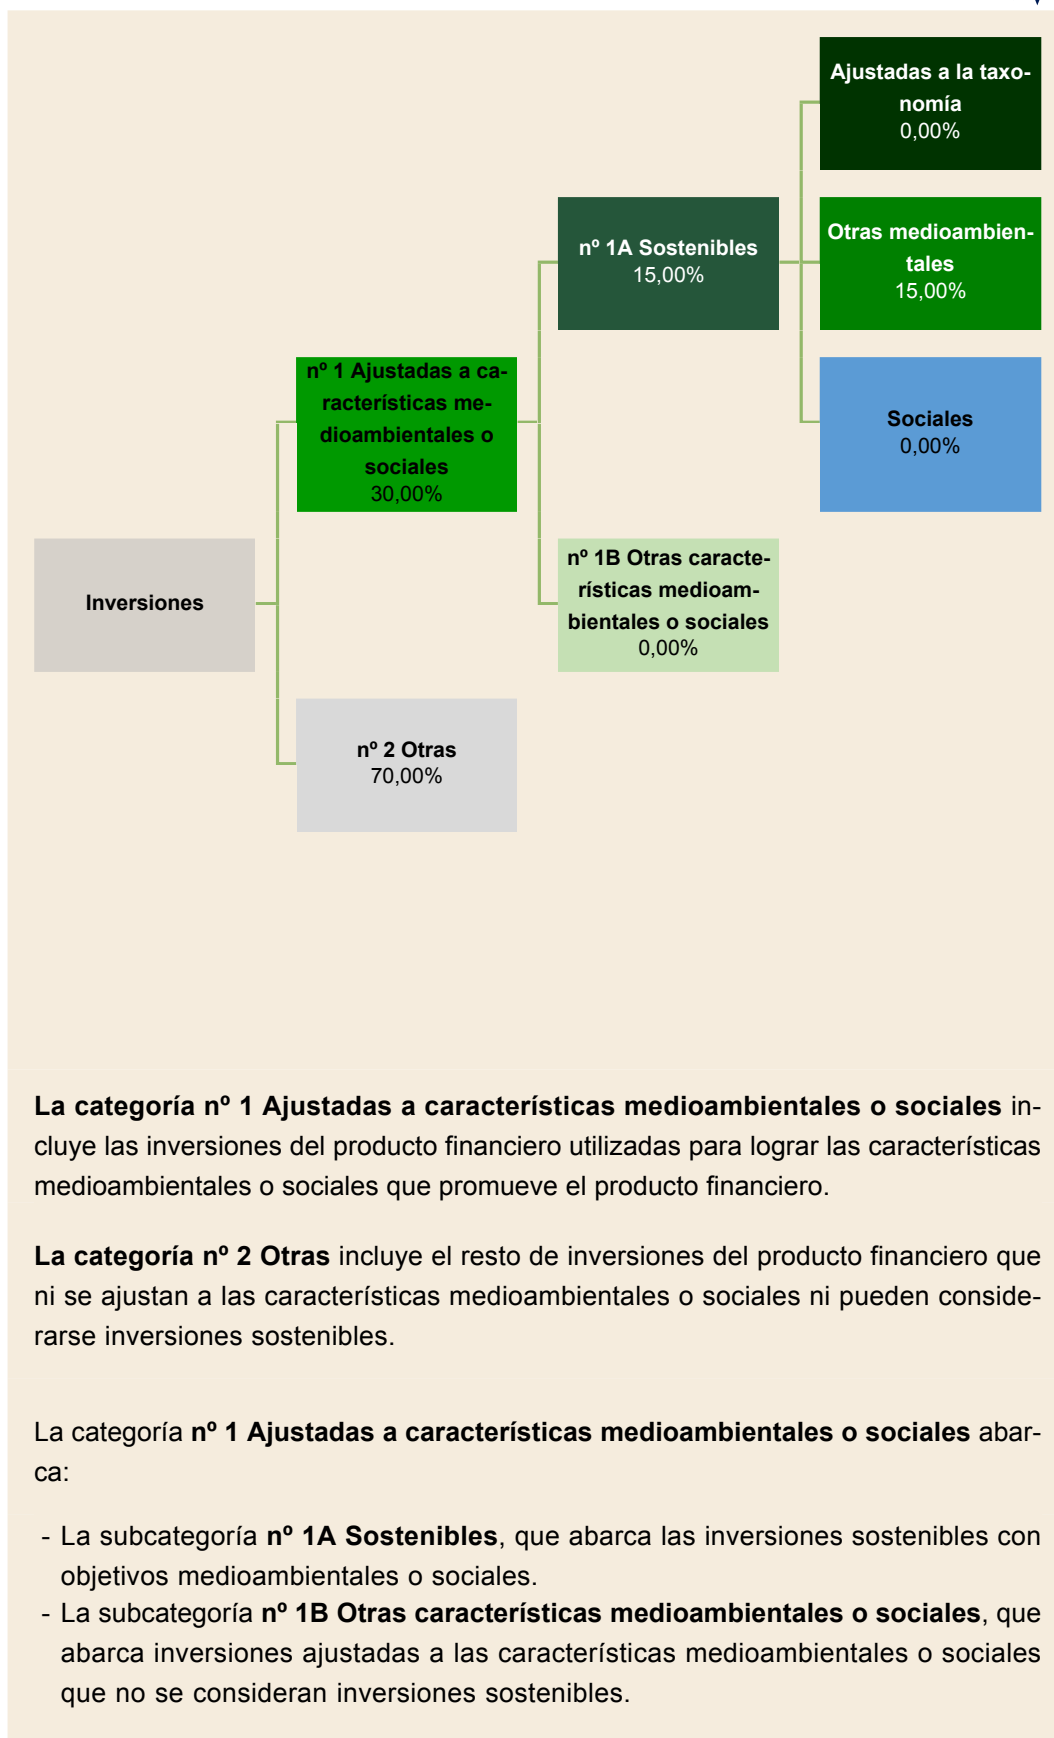 Ajustadas a la taxo-
nomía
0,00%
Otras medioambien-
tales
15,00%
nº 1A Sostenibles
15,00%
nº 1 Ajustadas a ca-
racterísticas me-
dioambientales o
sociales
30,00%
Sociales
0,00%
nº 1B Otras caracte-
rísticas medioam-
bientales o sociales
0,00%
Inversiones
nº 2 Otras
70,00%
La categoría nº 1 Ajustadas a características medioambientales o sociales in-
cluye las inversiones del producto financiero utilizadas para lograr las características
medioambientales o sociales que promueve el producto financiero.
La categoría nº 2 Otras incluye el resto de inversiones del producto financiero que
ni se ajustan a las características medioambientales o sociales ni pueden conside-
rarse inversiones sostenibles.
La categoría nº 1 Ajustadas a características medioambientales o sociales abar-
ca:
- La subcategoría nº 1A Sostenibles, que abarca las inversiones sostenibles con
objetivos medioambientales o sociales.
- La subcategoría nº 1B Otras características medioambientales o sociales, que
abarca inversiones ajustadas a las características medioambientales o sociales
que no se consideran inversiones sostenibles.